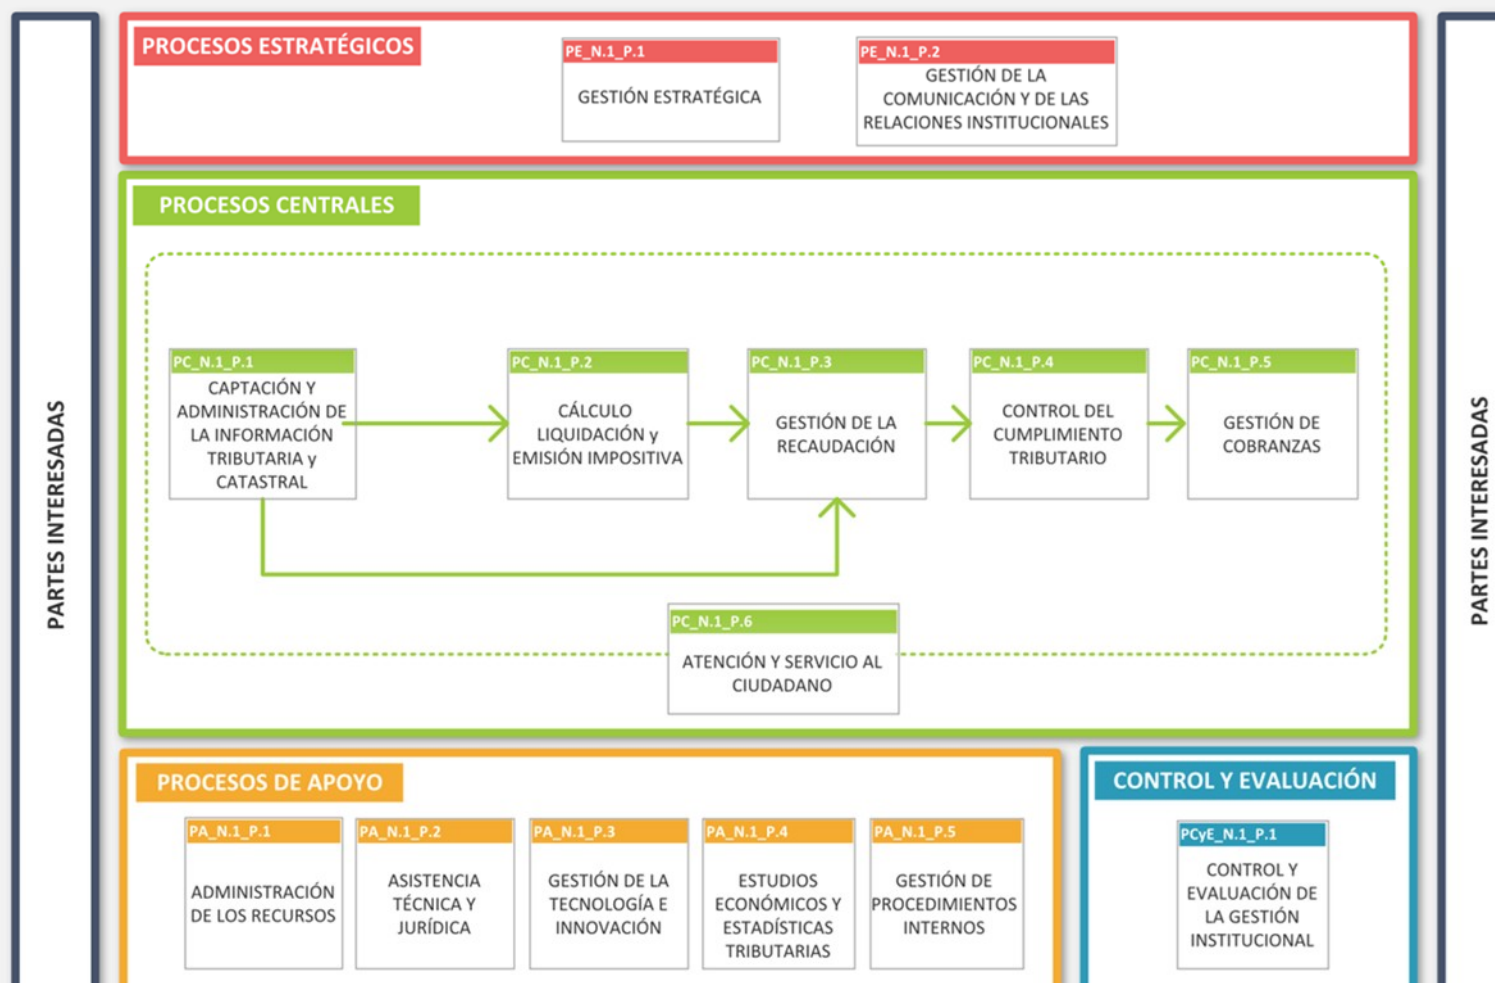 PARTES INTERESADAS
PROCESOS ESTRATÉGICOS
PE_N.1_P.1
GESTIÓN ESTRATÉGICA
PE_N.1_P.2
GESTIÓN DE LA
COMUNICACIÓN Y DE LAS
RELACIONES INSTITUCIONALES
PROCESOS CENTRALES
PC_N.1_P.1
CAPTACIÓN Y
ADMINISTRACIÓN DE
LA INFORMACIÓN
TRIBUTARIA y
CATASTRAL
PC_N.1_P.2
CÁLCULO
LIQUIDACIÓN y
EMISIÓN IMPOSITIVA
PC_N.1_P.3
GESTIÓN DE LA
RECAUDACIÓN
PC_N.1_P.4
CONTROL DEL
CUMPLIMIENTO
TRIBUTARIO
PC_N.1_P.5
GESTIÓN DE
COBRANZAS
PC_N.1_P.6
ATENCIÓN Y SERVICIO AL
CIUDADANO
PROCESOS DE APOYO
PA_N.1_P.1
ADMINISTRACIÓN
DE LOS RECURSOS
PA_N.1_P.2
ASISTENCIA
TÉCNICA Y
JURÍDICA
PA_N.1_P.3
GESTIÓN DE LA
TECNOLOGÍA E
INNOVACIÓN
PA_N.1_P.4
ESTUDIOS
ECONÓMICOS Y
ESTADÍSTICAS
TRIBUTARIAS
PA_N.1_P.5
GESTIÓN DE
PROCEDIMIENTOS
INTERNOS
CONTROL Y EVALUACIÓN
PCyE_N.1_P.1
CONTROL Y
EVALUACIÓN DE
LA GESTIÓN
INSTITUCIONAL
PARTES INTERESADAS